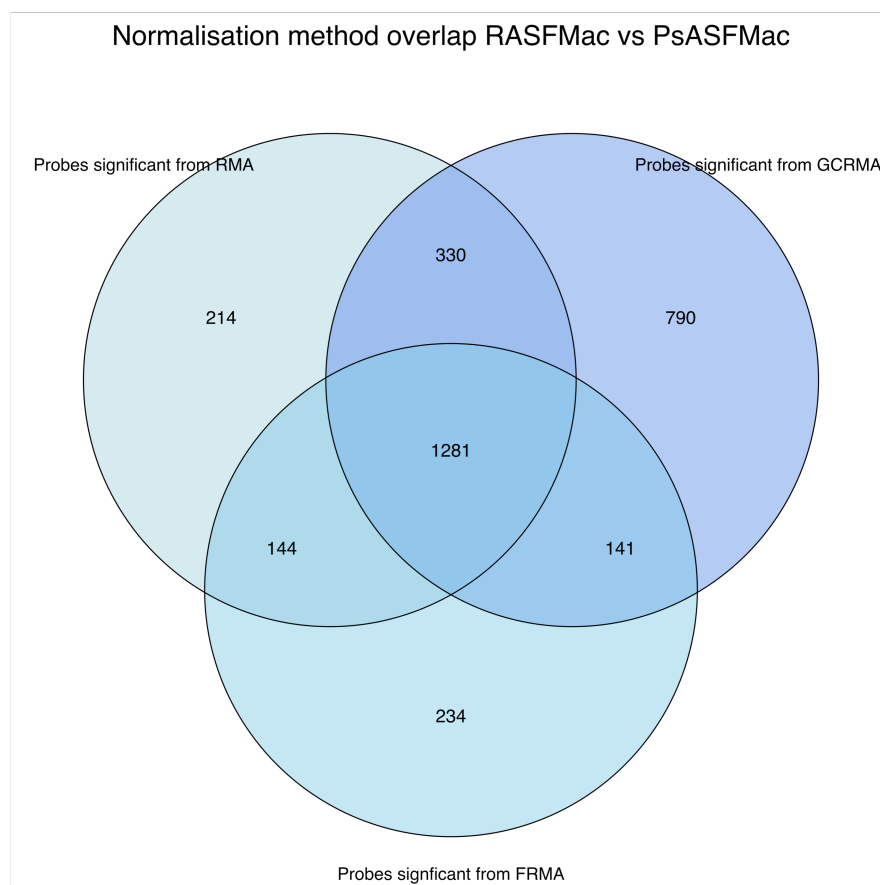 Normalisation method overlap RASFMac vs PsASFMac
Probes significant from RMA
Probes significant from GCRMA
330
214
790
1281
144
141
234
Probes signficant from FRMA